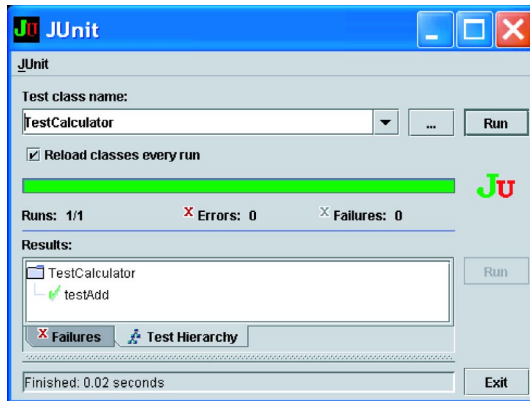 JU JUnit
JUnit
Test class name:
TestCalculator ... Run
Reload classes every run
JU
Runs: 1/1 X Errors: 0 X Failures: 0
Results:
TestCalculator Run
testAdd
X Failures Test Hierarchy
Finished: 0.02 seconds Exit